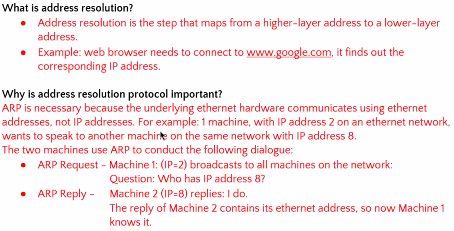 What is address resolution?
● Address resolution is the step that maps from a higher-layer address to a lower-layer
address.
● Example: web browser needs to connect to www.google.com, it finds out the
corresponding IP address.
Why is address resolution protocol important?
ARP is necessary because the underlying ethernet hardware communicates using ethernet
addresses, not IP addresses. For example: 1 machine, with IP address 2 on an ethernet network,
wants to speak to another machine on the same network with IP address 8.
The two machines use ARP to conduct the following dialogue:
● ARP Request - Machine 1: (IP=2) broadcasts to all machines on the network:
Question: Who has IP address 8?
● ARP Reply - Machine 2 (IP=8) replies: I do.
The reply of Machine 2 contains its ethernet address, so now Machine 1
knows it.